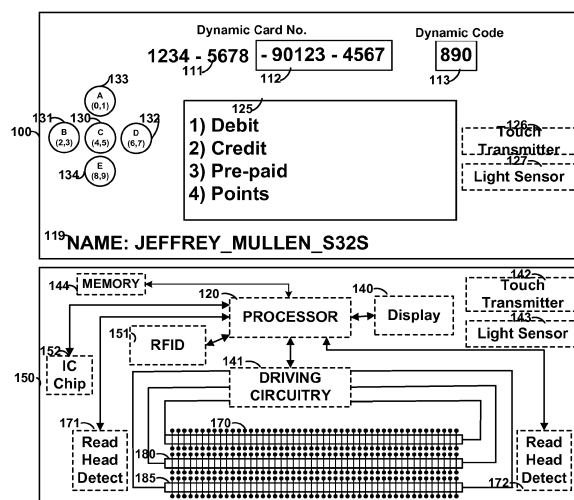 Dynamic Card No. Dynamic Code
1234 - 5678 - 90123 - 4567 890
111 112 113
133
A
(0,1)
131 130 132
B
(2,3)
C
(4,5)
D
(6,7)
E
(8,9)
134
100
125
1) Debit
2) Credit
3) Pre-paid
4) Points
126
Touch
Transmitter
127
Light Sensor
119
NAME: JEFFREY_MULLEN_S32S
144
MEMORY
120
PROCESSOR
140
Display
142
Touch
Transmitter
143
Light Sensor
151
RFID
152
IC
Chip
150
141
DRIVING
CIRCUITRY
171
Read
Head
Detect
170
180
185
Read
Head
Detect
172